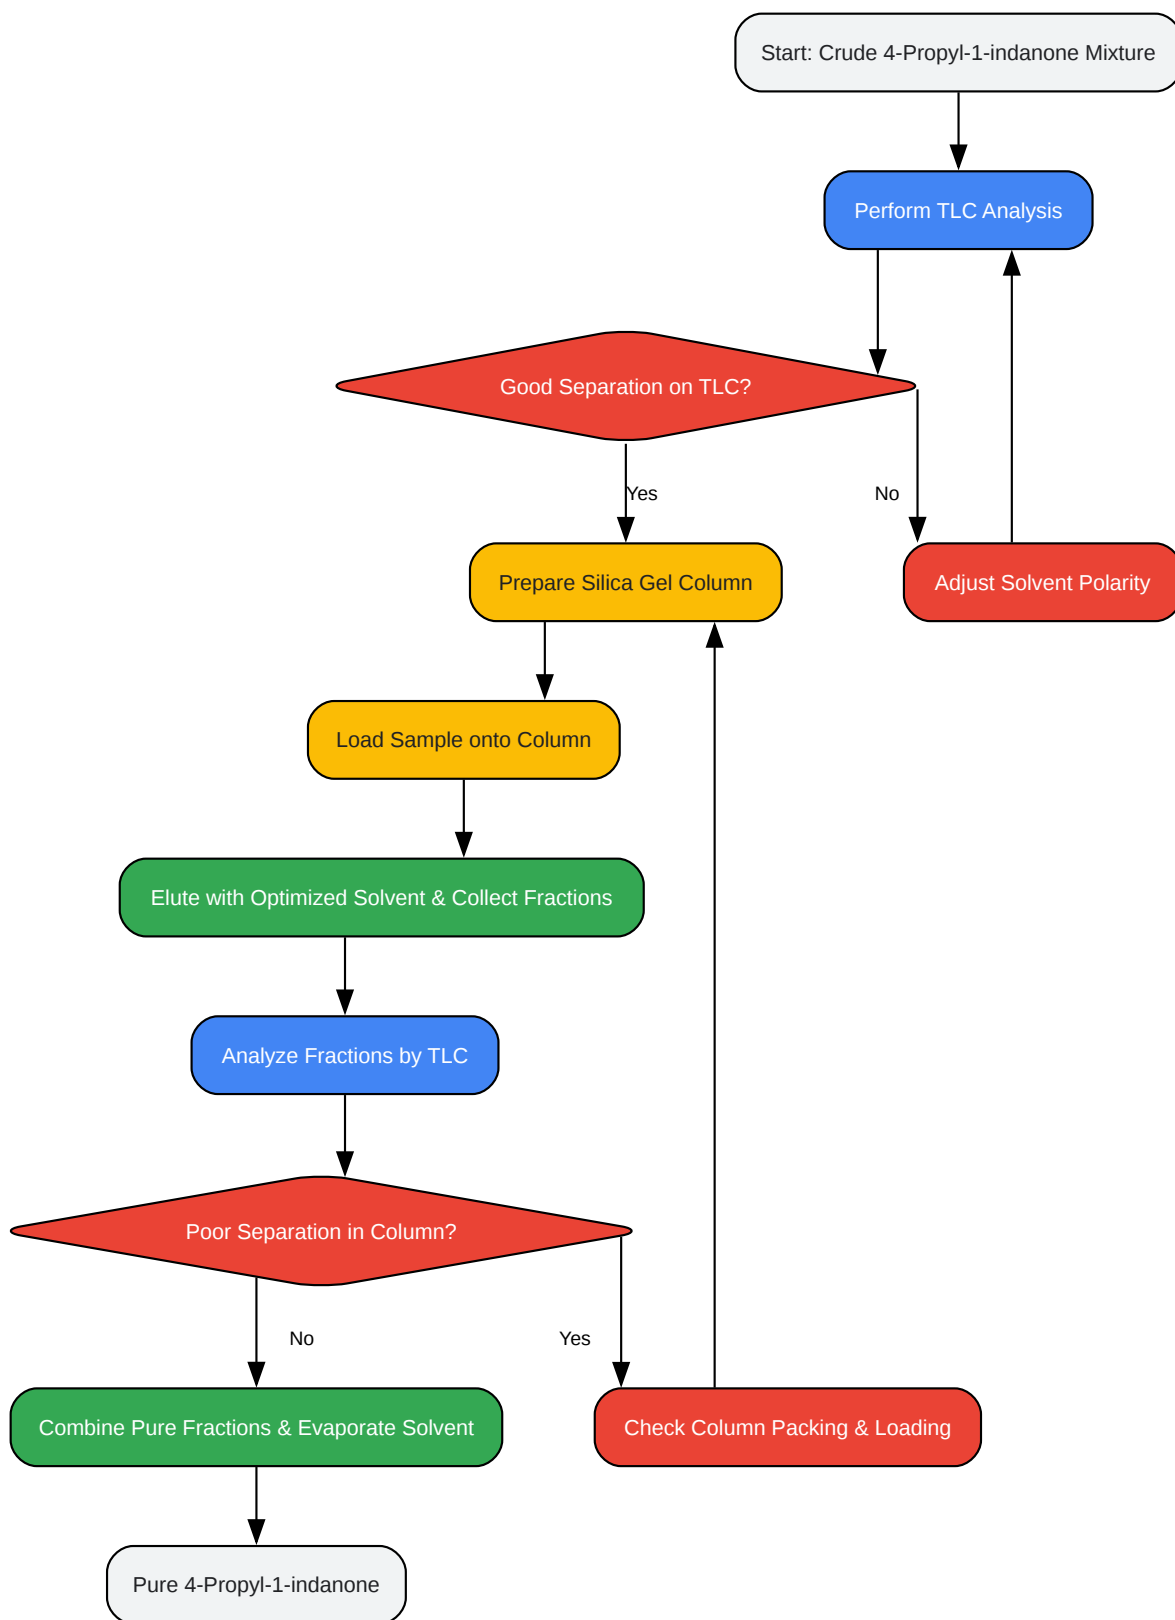 Start: Crude 4-Propyl-1-indanone Mixture
Perform TLC Analysis
Good Separation on TLC?
Yes
No
Prepare Silica Gel Column
Adjust Solvent Polarity
Load Sample onto Column
Elute with Optimized Solvent & Collect Fractions
Analyze Fractions by TLC
Poor Separation in Column?
No
Yes
Combine Pure Fractions & Evaporate Solvent
Check Column Packing & Loading
Pure 4-Propyl-1-indanone